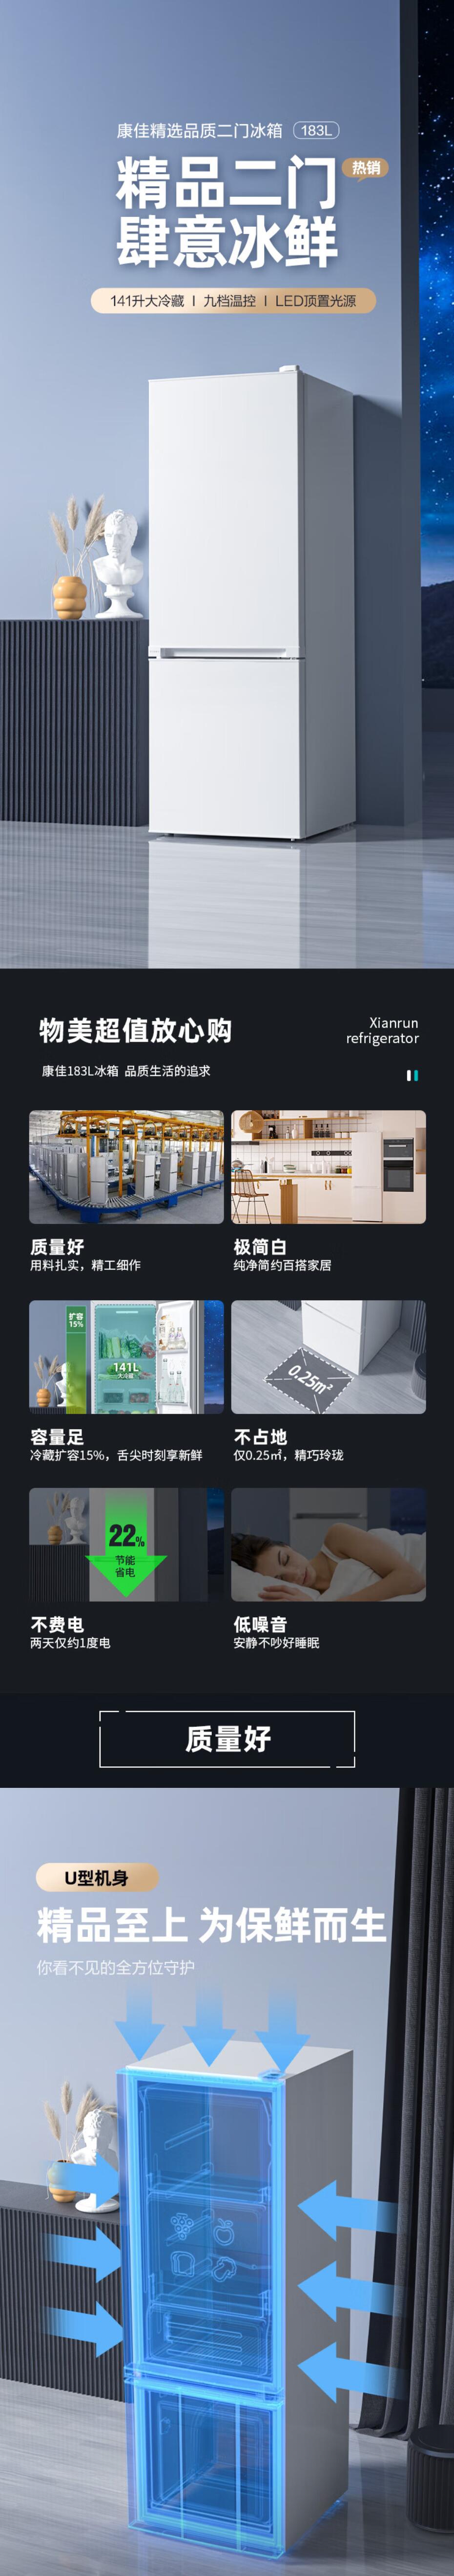 康佳精选品质二门冰箱 183L
精品二门 热销
肆意冰鲜
141升大冷藏 | 九档温控 | LED顶置光源
物美超值放心购
Xianrun
refrigerator
康佳183L冰箱 品质生活的追求
质量好
用料扎实，精工细作
极简白
纯净简约百搭家居
扩容
15%
141L
大冷藏
0.25㎡
容量足
冷藏扩容15%，舌尖时刻享新鲜
不占地
仅0.25㎡，精巧玲珑
22%
节能
省电
不费电
两天仅约1度电
低噪音
安静不吵好睡眠
质量好
U型机身
精品至上 为保鲜而生
你看不见的全方位守护